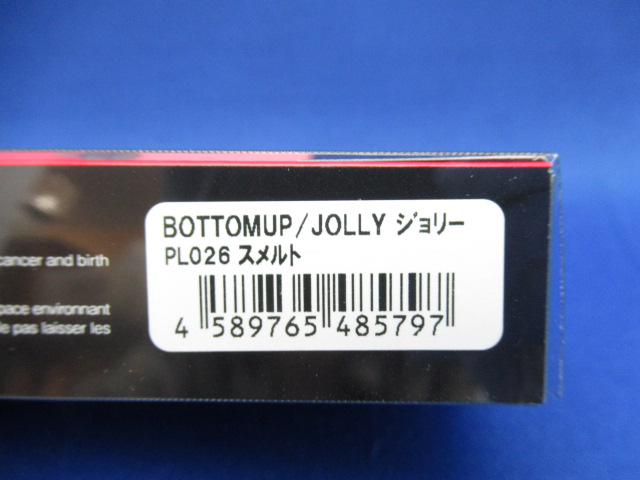 BOTTOMUP/JOLLY ジョリー
PL026 スメルト
4 589765 485797
cancer and birth
pace environnant
le pas laisser les